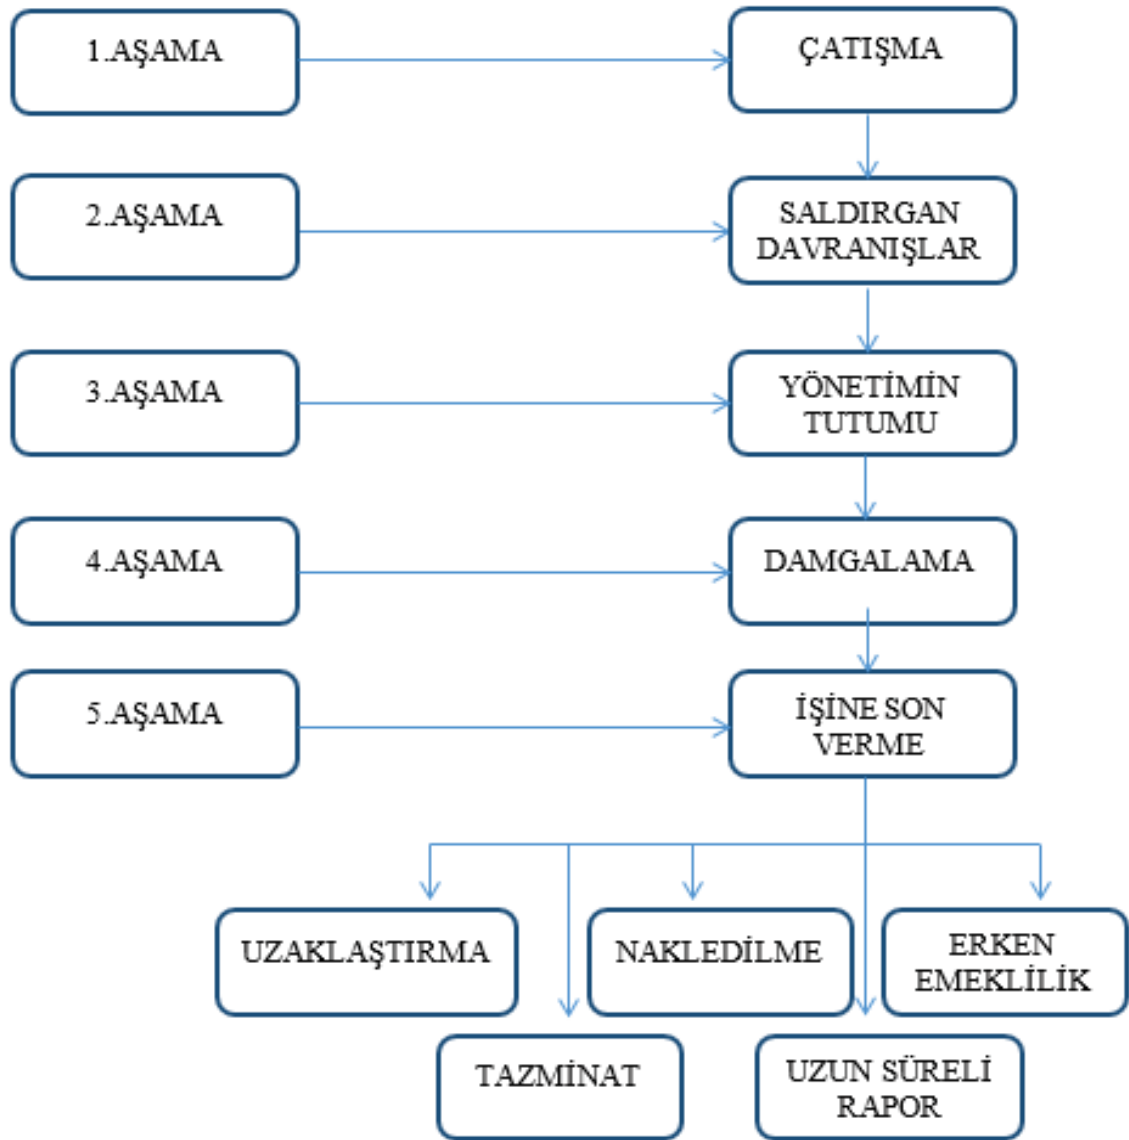 1.AŞAMA
ÇATIŞMA
2.AŞAMA
SALDIRGAN
DAVRANIŞLAR
3.AŞAMA
YÖNETİMİN
TUTUMU
4.AŞAMA
DAMGALAMA
5.AŞAMA
İŞİNE SON
VERME
UZAKLAŞTIRMA
NAKLEDİLME
ERKEN
EMEKLİLİK
TAZMİNAT
UZUN SÜRELİ
RAPOR